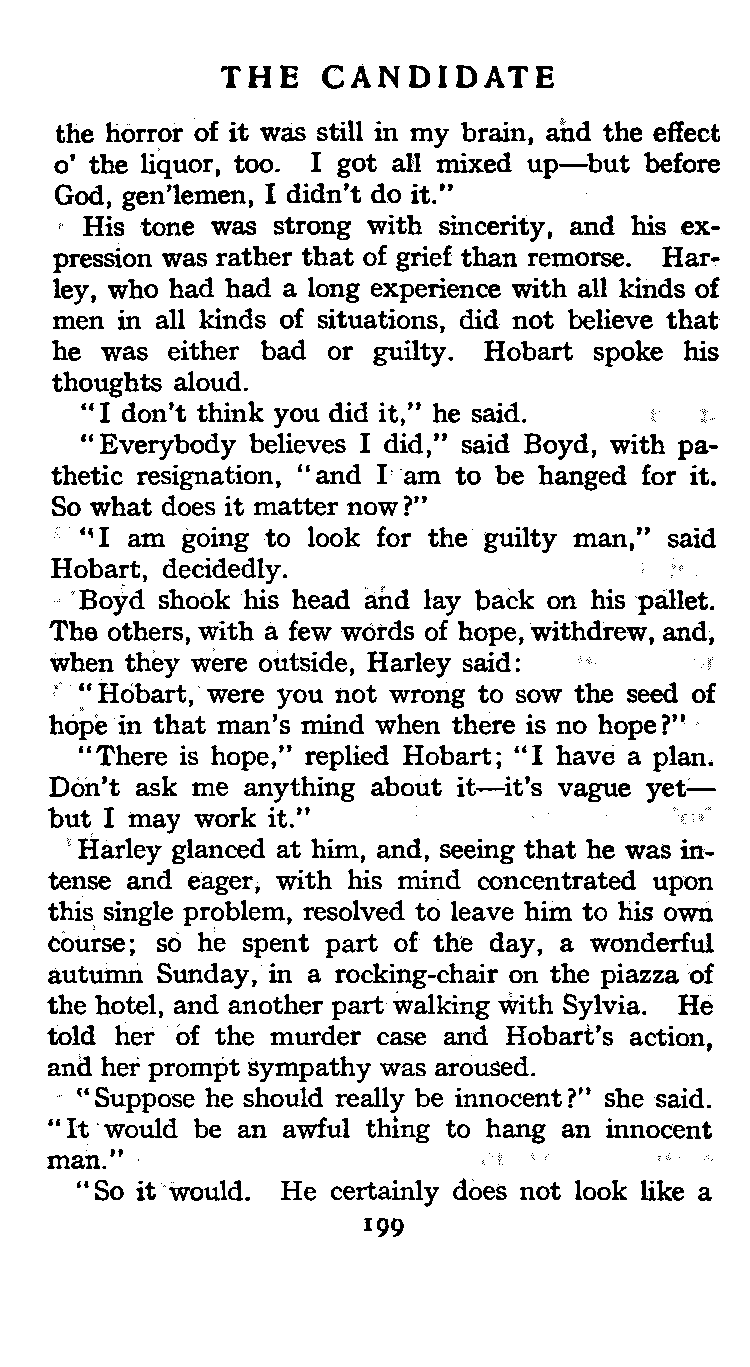 THE CANDIDATE
the horror of it was still in my brain, and the effect
o' the liquor, too. I got all mixed up—but before
God, gen'lemen, I didn't do it."
His tone was strong with sincerity, and his ex-
pression was rather that of grief than remorse. Har-
ley, who had had a long experience with all kinds of
men in all kinds of situations, did not believe that
he was either bad or guilty. Hobart spoke his
thoughts aloud.
"I don't think you did it," he said.
"Everybody believes I did," said Boyd, with pa-
thetic resignation, "and I am to be hanged for it.
So what does it matter now?"
"I am going to look for the guilty man," said
Hobart, decidedly.
Boyd shook his head and lay back on his pallet.
The others, with a few words of hope, withdrew, and,
when they were outside, Harley said:
"Hobart, were you not wrong to sow the seed of
hope in that man's mind when there is no hope?"
"There is hope," replied Hobart; "I have a plan.
Don't ask me anything about it—it's vague yet—
but I may work it."
Harley glanced at him, and, seeing that he was in-
tense and eager, with his mind concentrated upon
this single problem, resolved to leave him to his own
course; so he spent part of the day, a wonderful
autumn Sunday, in a rocking-chair on the piazza of
the hotel, and another part walking with Sylvia. He
told her of the murder case and Hobart's action,
and her prompt sympathy was aroused.
"Suppose he should really be innocent?" she said.
"It would be an awful thing to hang an innocent
man."
"So it would. He certainly does not look like a
199